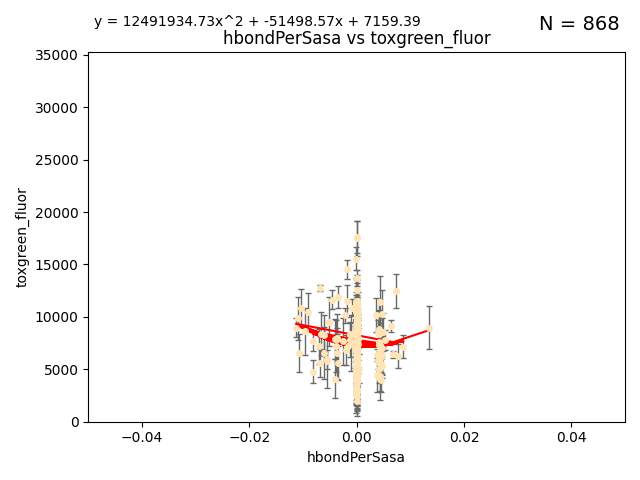 y = 12491934.73x^2 + -51498.57x + 7159.39
N = 868
hbondPerSasa vs toxgreen_fluor
35000
30000
25000
20000
15000
10000
5000
0
toxgreen_fluor
−0.04
−0.02
0.00
0.02
0.04
hbondPerSasa